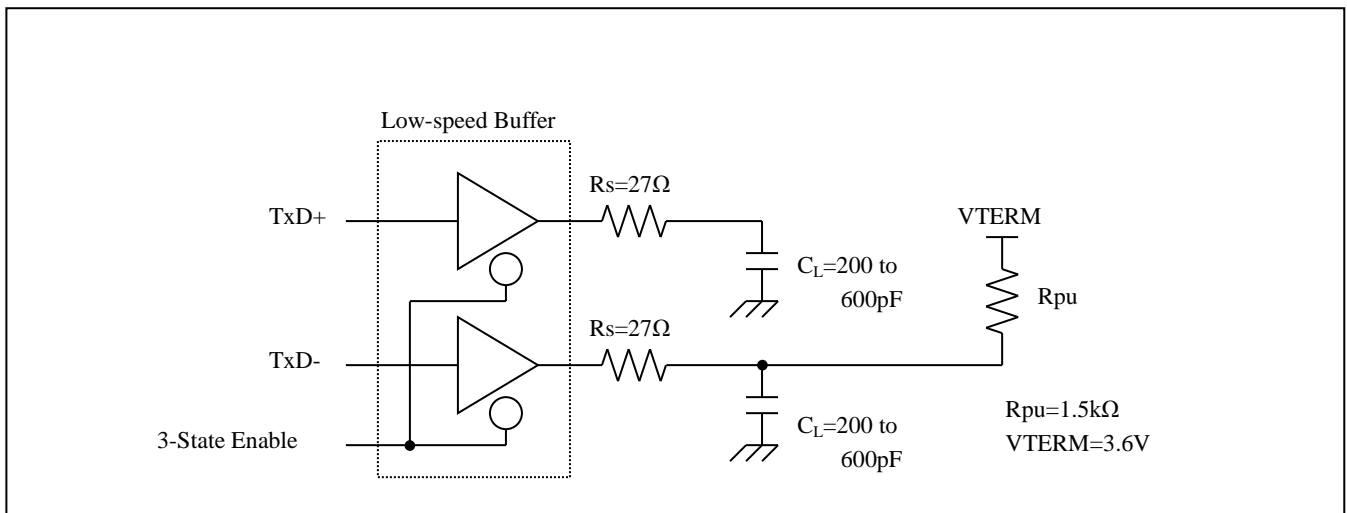 Low-speed Buffer
Rs=27Ω
TxD+
VTERM
C_L=200 to
600pF
Rpu
Rs=27Ω
TxD-
C_L=200 to
600pF
Rpu=1.5kΩ
VTERM=3.6V
3-State Enable